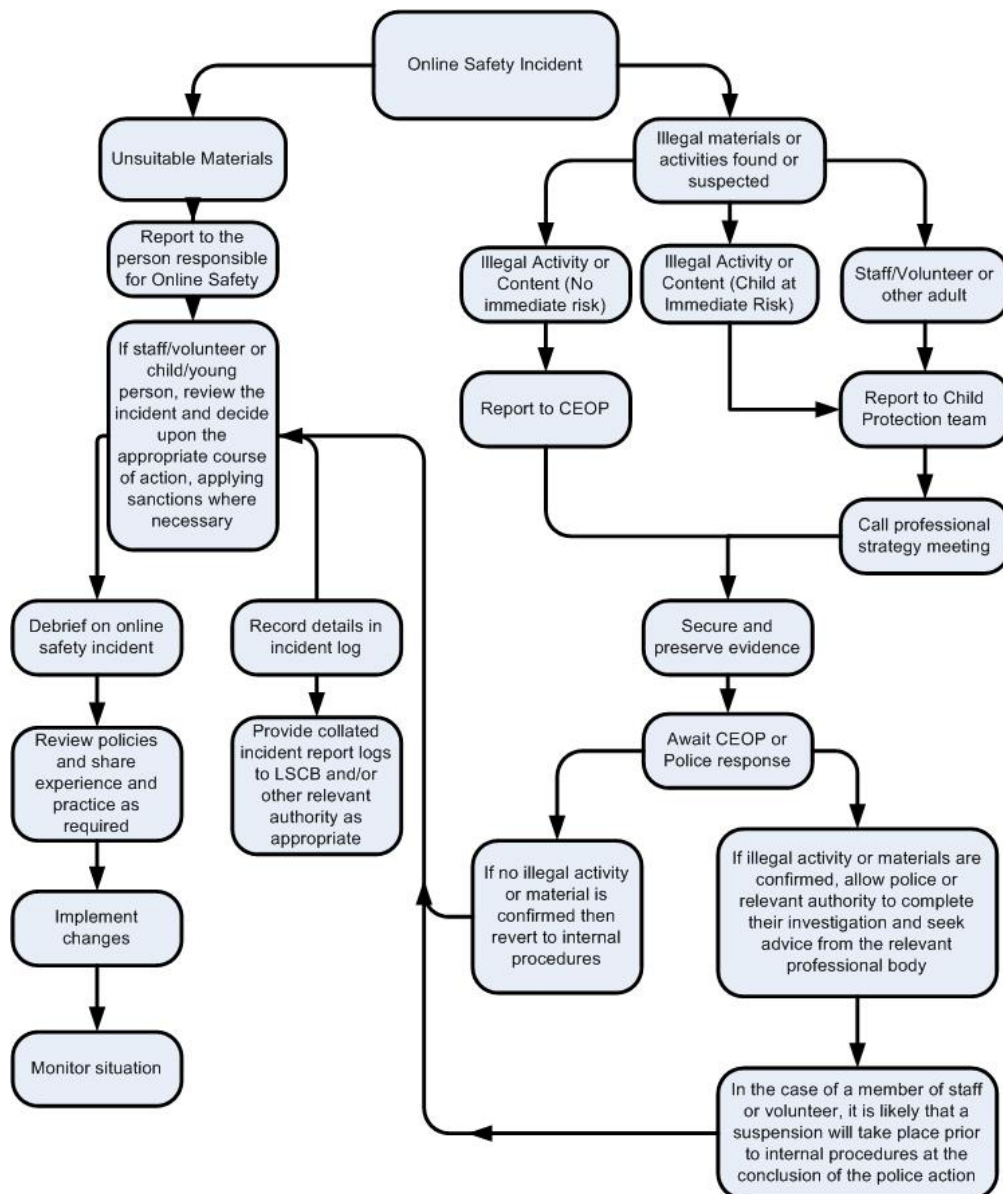 Online Safety Incident
Unsuitable Materials
Illegal materials or
activities found or
suspected
Report to the
person responsible
for Online Safety
Illegal Activity or
Content (No
immediate risk)
Illegal Activity or
Content (Child at
Immediate Risk)
Staff/Volunteer or
other adult
If staff/volunteer or
child/young
person, review the
incident and decide
upon the
appropriate course
of action, applying
sanctions where
necessary
Report to CEOP
Report to Child
Protection team
Call professional
strategy meeting
Debrief on online
safety incident
Record details in
incident log
Secure and
preserve evidence
Review policies
and share
experience and
practice as
required
Provide collated
incident report logs
to LSCB and/or
other relevant
authority as
appropriate
Await CEOP or
Police response
If no illegal activity
or material is
confirmed then
revert to internal
procedures
If illegal activity or materials are
confirmed, allow police or
relevant authority to complete
their investigation and seek
advice from the relevant
professional body
Implement
changes
Monitor situation
In the case of a member of staff
or volunteer, it is likely that a
suspension will take place prior
to internal procedures at the
conclusion of the police action